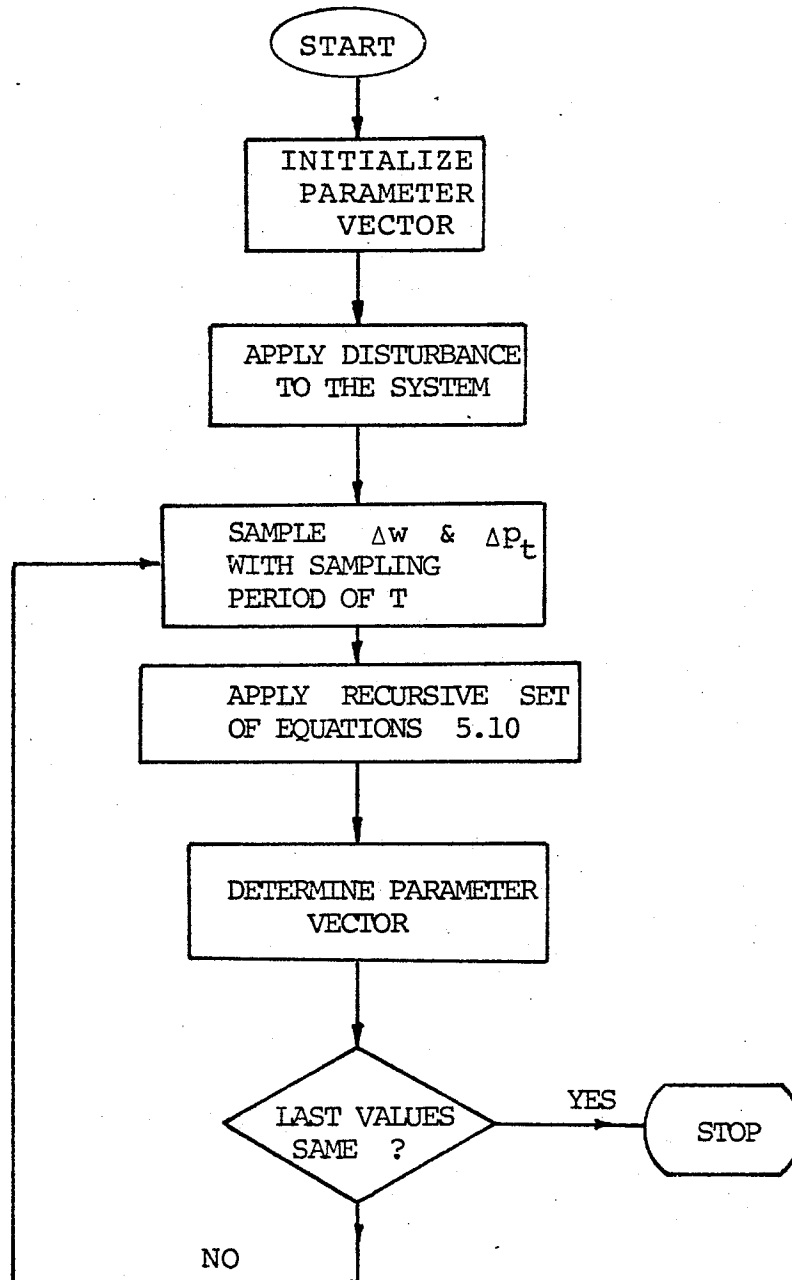 START
INITIALIZE
PARAMETER
VECTOR
APPLY DISTURBANCE
TO THE SYSTEM
SAMPLE Δw & Δpt
WITH SAMPLING
PERIOD OF T
APPLY RECURSIVE SET
OF EQUATIONS 5.10
DETERMINE PARAMETER
VECTOR
LAST VALUES
SAME ?
YES
STOP
NO